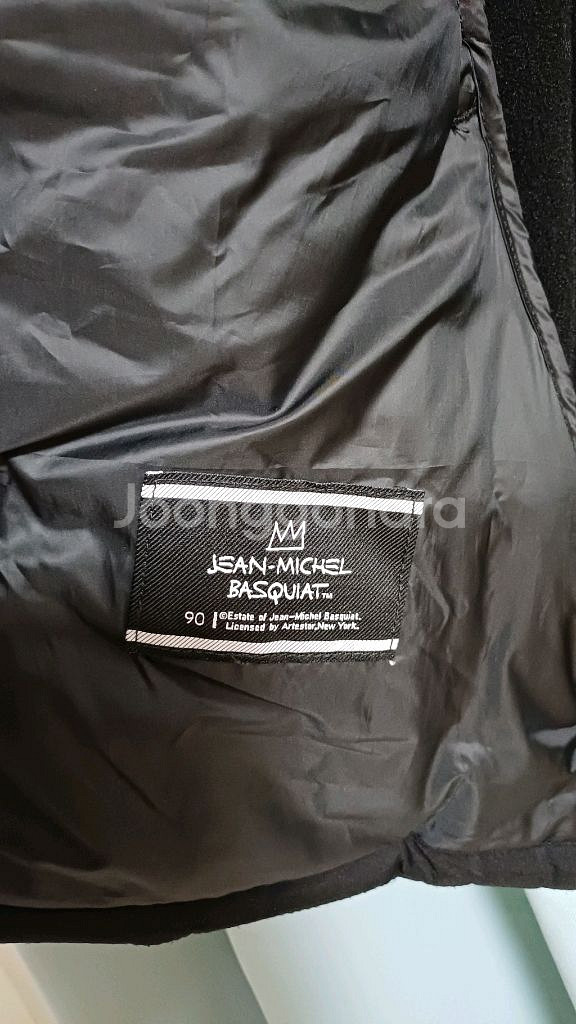 Joonggonara
JEAN-MICHEL
BASQUIAT™
90 | ©Estate of Jean-Michel Basquiat.
Licensed by Artestar,New York.